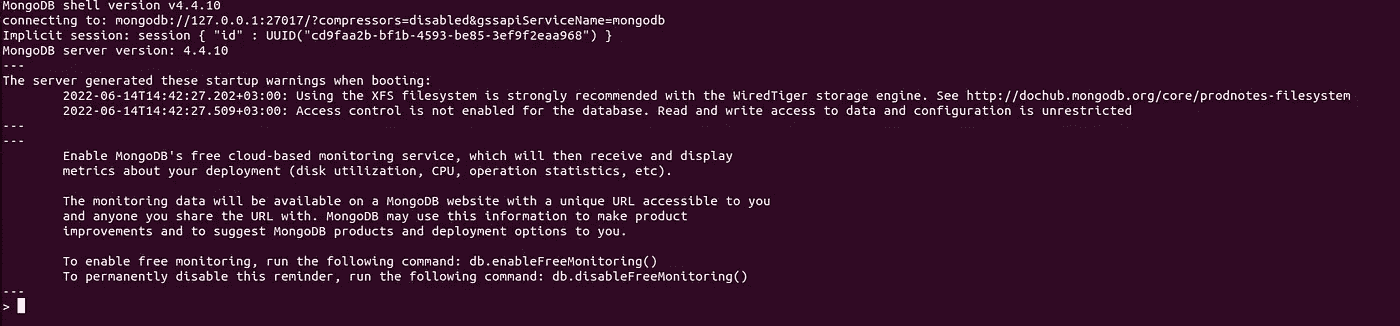 MongoDB shell version v4.4.10
connecting to: mongodb://127.0.0.1:27017/?compressors=disabled&gssapiServiceName=mongodb
Implicit session: session { "id" : UUID("cd9faa2b-bf1b-4593-be85-3ef9f2eaa968") }
MongoDB server version: 4.4.10
---
The server generated these startup warnings when booting:
        2022-06-14T14:42:27.202+03:00: Using the XFS filesystem is strongly recommended with the WiredTiger storage engine. See http://dochub.mongodb.org/core/prodnotes-filesystem
        2022-06-14T14:42:27.509+03:00: Access control is not enabled for the database. Read and write access to data and configuration is unrestricted
---
---
        Enable MongoDB's free cloud-based monitoring service, which will then receive and display
        metrics about your deployment (disk utilization, CPU, operation statistics, etc).

        The monitoring data will be available on a MongoDB website with a unique URL accessible to you
        and anyone you share the URL with. MongoDB may use this information to make product
        improvements and to suggest MongoDB products and deployment options to you.

        To enable free monitoring, run the following command: db.enableFreeMonitoring()
        To permanently disable this reminder, run the following command: db.disableFreeMonitoring()
---
>